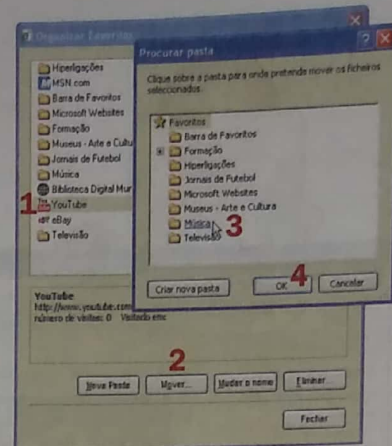 Organizar Favoritos
Hiperligações
MSN.com
Barra de Favoritos
Microsoft Websites
Formação
Museus - Arte e Cultu
Jornais de Futebol
Música
Biblioteca Digital Mun
1 YouTube
eBay
Televisão
YouTube
http://www.youtube.com
número de visitas: 0 Visitado em:
2
Nova Pasta Mover... Mudar o nome Eliminar...
Fechar
Procurar pasta
Clique sobre a pasta para onde pretende mover os ficheiros
seleccionados.
Favoritos
Barra de Favoritos
Formação
Hiperligações
Jornais de Futebol
Microsoft Websites
Museus - Arte e Cultura
Música 3
Televisão
4
Criar nova pasta OK Cancelar